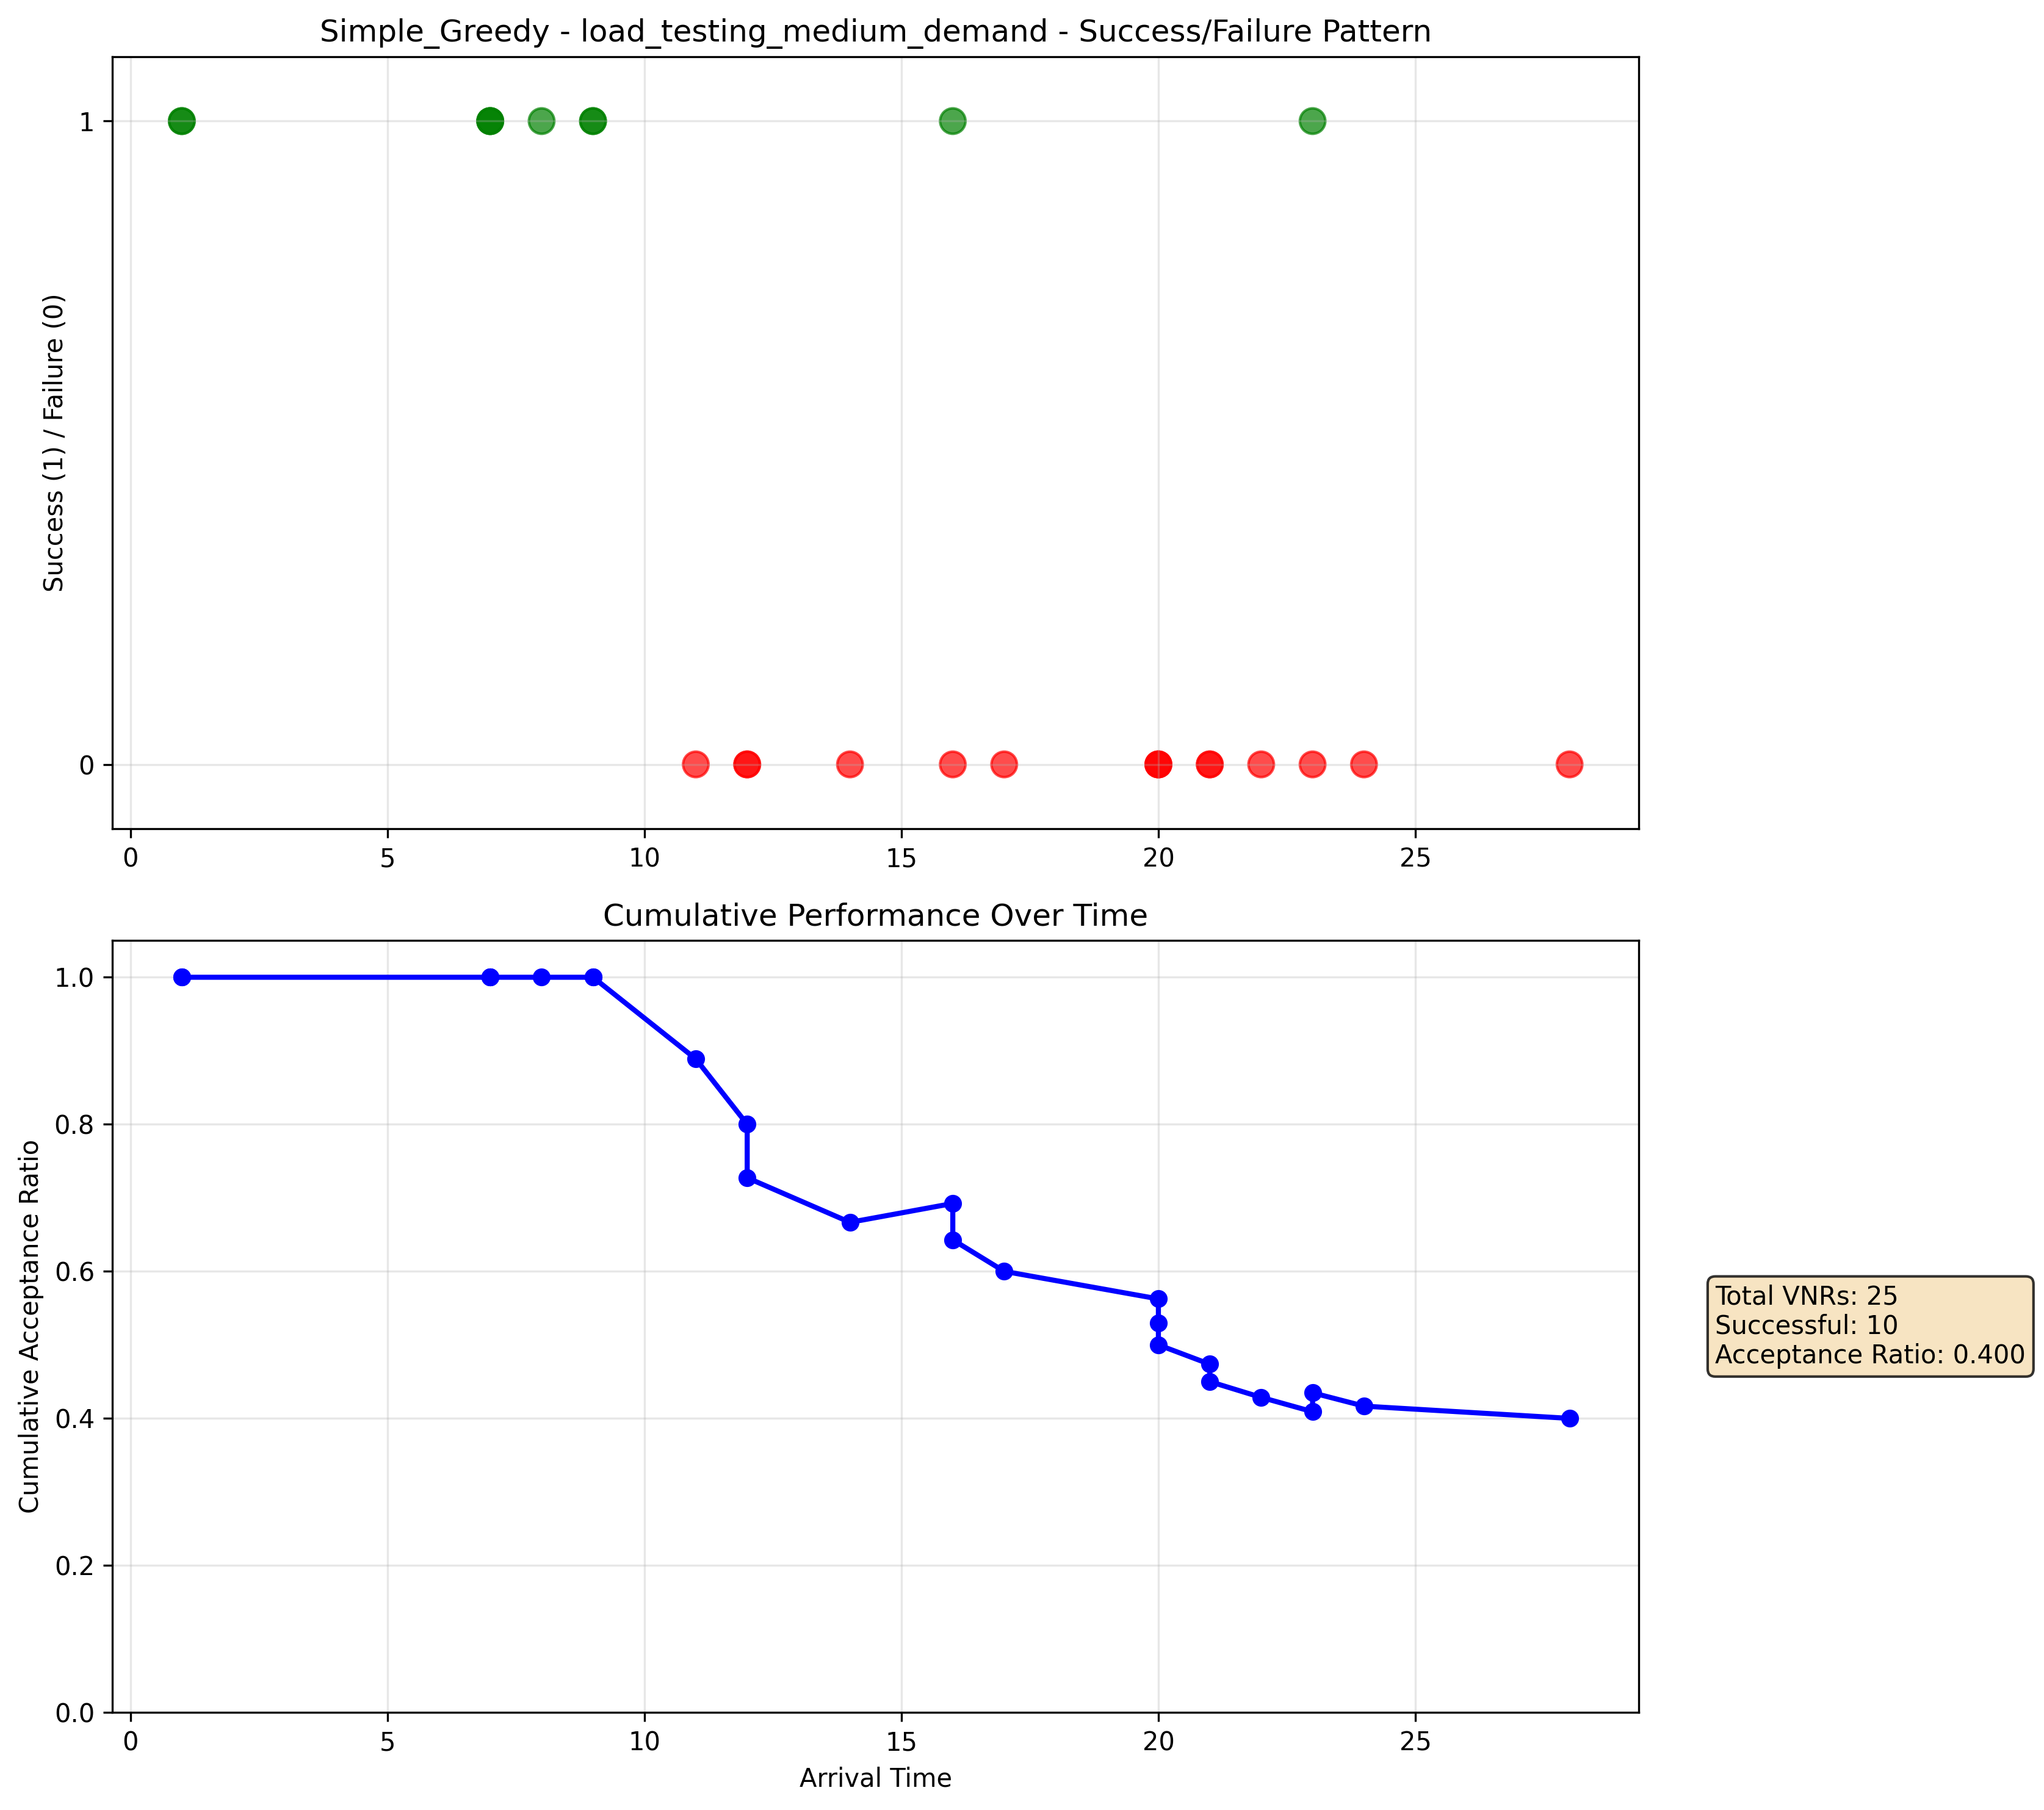 Simple_Greedy - load_testing_medium_demand - Success/Failure Pattern
Success (1) / Failure (0)
1
0
0 5 10 15 20 25
Cumulative Performance Over Time
Cumulative Acceptance Ratio
1.0
0.8
0.6
0.4
0.2
0.0
0 5 10 15 20 25
Arrival Time
Total VNRs: 25
Successful: 10
Acceptance Ratio: 0.400